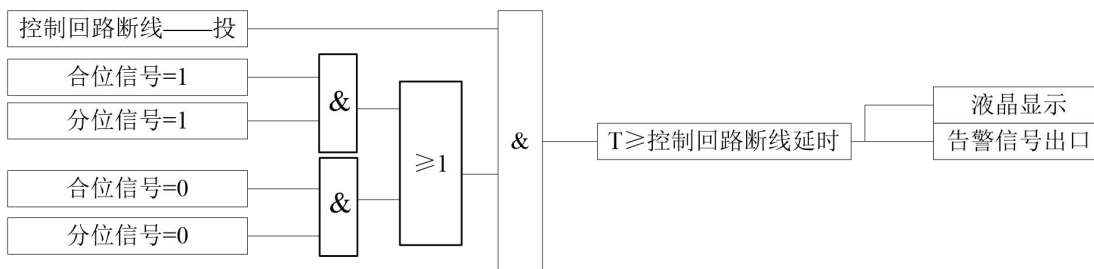 控制回路断线——投
合位信号=1
分位信号=1
合位信号=0
分位信号=0
&
&
≥1
&
T≥控制回路断线延时
液晶显示
告警信号出口